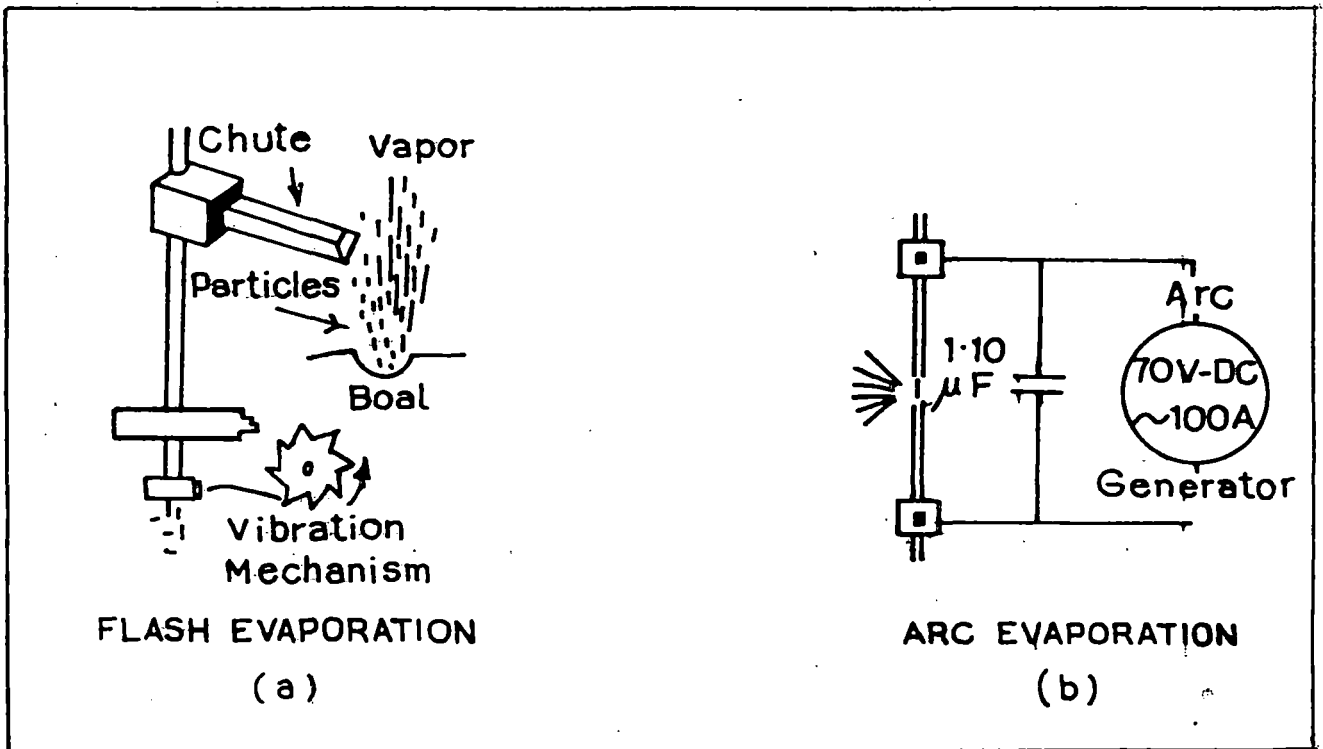 Chute
Vapor
Particles
Boal
Vibration
Mechanism
FLASH EVAPORATION
(a)
1·10
μF
Arc
70V-DC
~100A
Generator
ARC EVAPORATION
(b)